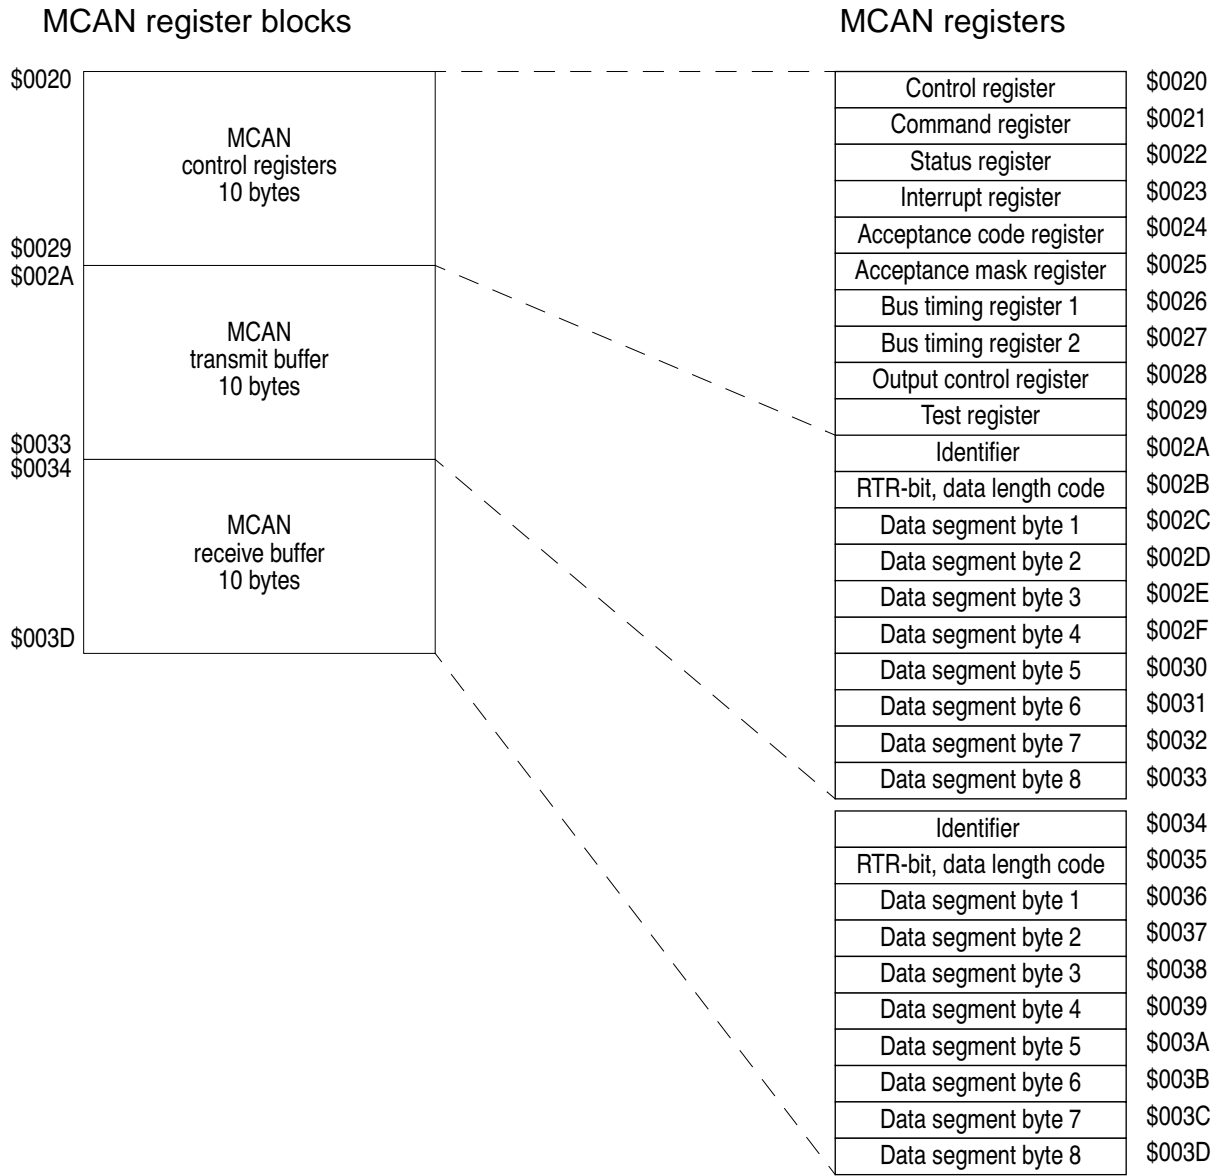 MCAN register blocks
MCAN registers
$0020
MCAN
control registers
10 bytes
$0029
$002A
MCAN
transmit buffer
10 bytes
$0033
$0034
MCAN
receive buffer
10 bytes
$003D
Control register $0020
Command register $0021
Status register $0022
Interrupt register $0023
Acceptance code register $0024
Acceptance mask register $0025
Bus timing register 1 $0026
Bus timing register 2 $0027
Output control register $0028
Test register $0029
Identifier $002A
RTR-bit, data length code $002B
Data segment byte 1 $002C
Data segment byte 2 $002D
Data segment byte 3 $002E
Data segment byte 4 $002F
Data segment byte 5 $0030
Data segment byte 6 $0031
Data segment byte 7 $0032
Data segment byte 8 $0033
Identifier $0034
RTR-bit, data length code $0035
Data segment byte 1 $0036
Data segment byte 2 $0037
Data segment byte 3 $0038
Data segment byte 4 $0039
Data segment byte 5 $003A
Data segment byte 6 $003B
Data segment byte 7 $003C
Data segment byte 8 $003D